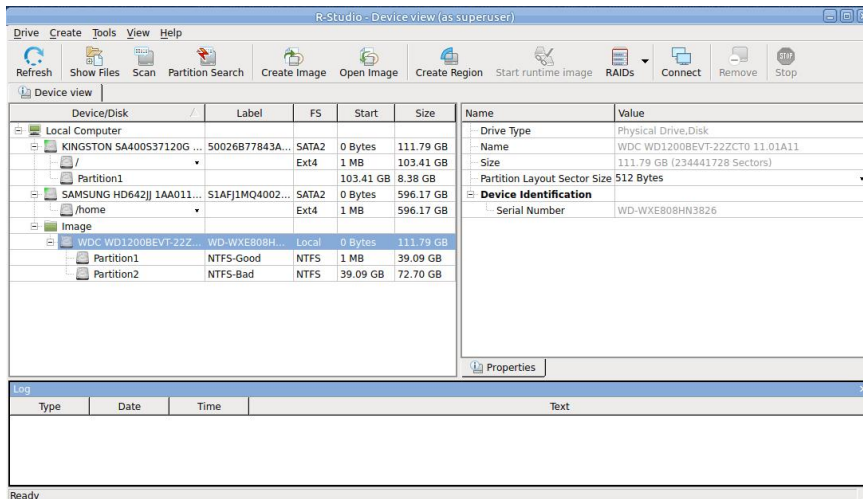 R-Studio - Device view (as superuser)
Drive Create Tools View Help
Refresh Show Files Scan Partition Search Create Image Open Image Create Region Start runtime image RAIDs Connect Remove Stop
Device view
Device/Disk Label FS Start Size
Local Computer
KINGSTON SA400S37120G ... 50026B77843A... SATA2 0 Bytes 111.79 GB
/ Ext4 1 MB 103.41 GB
Partition1 103.41 GB 8.38 GB
SAMSUNG HD642JJ 1AA011... S1AFJ1MQ4002... SATA2 0 Bytes 596.17 GB
/home Ext4 1 MB 596.17 GB
Image
WDC WD1200BEVT-22Z... WD-WXE808H... Local 0 Bytes 111.79 GB
Partition1 NTFS-Good NTFS 1 MB 39.09 GB
Partition2 NTFS-Bad NTFS 39.09 GB 72.70 GB
Name Value
Drive Type Physical Drive,Disk
Name WDC WD1200BEVT-22ZCT0 11.01A11
Size 111.79 GB (234441728 Sectors)
Partition Layout Sector Size 512 Bytes
Device Identification
Serial Number WD-WXE808HN3826
Properties
Log
Type Date Time Text
Ready